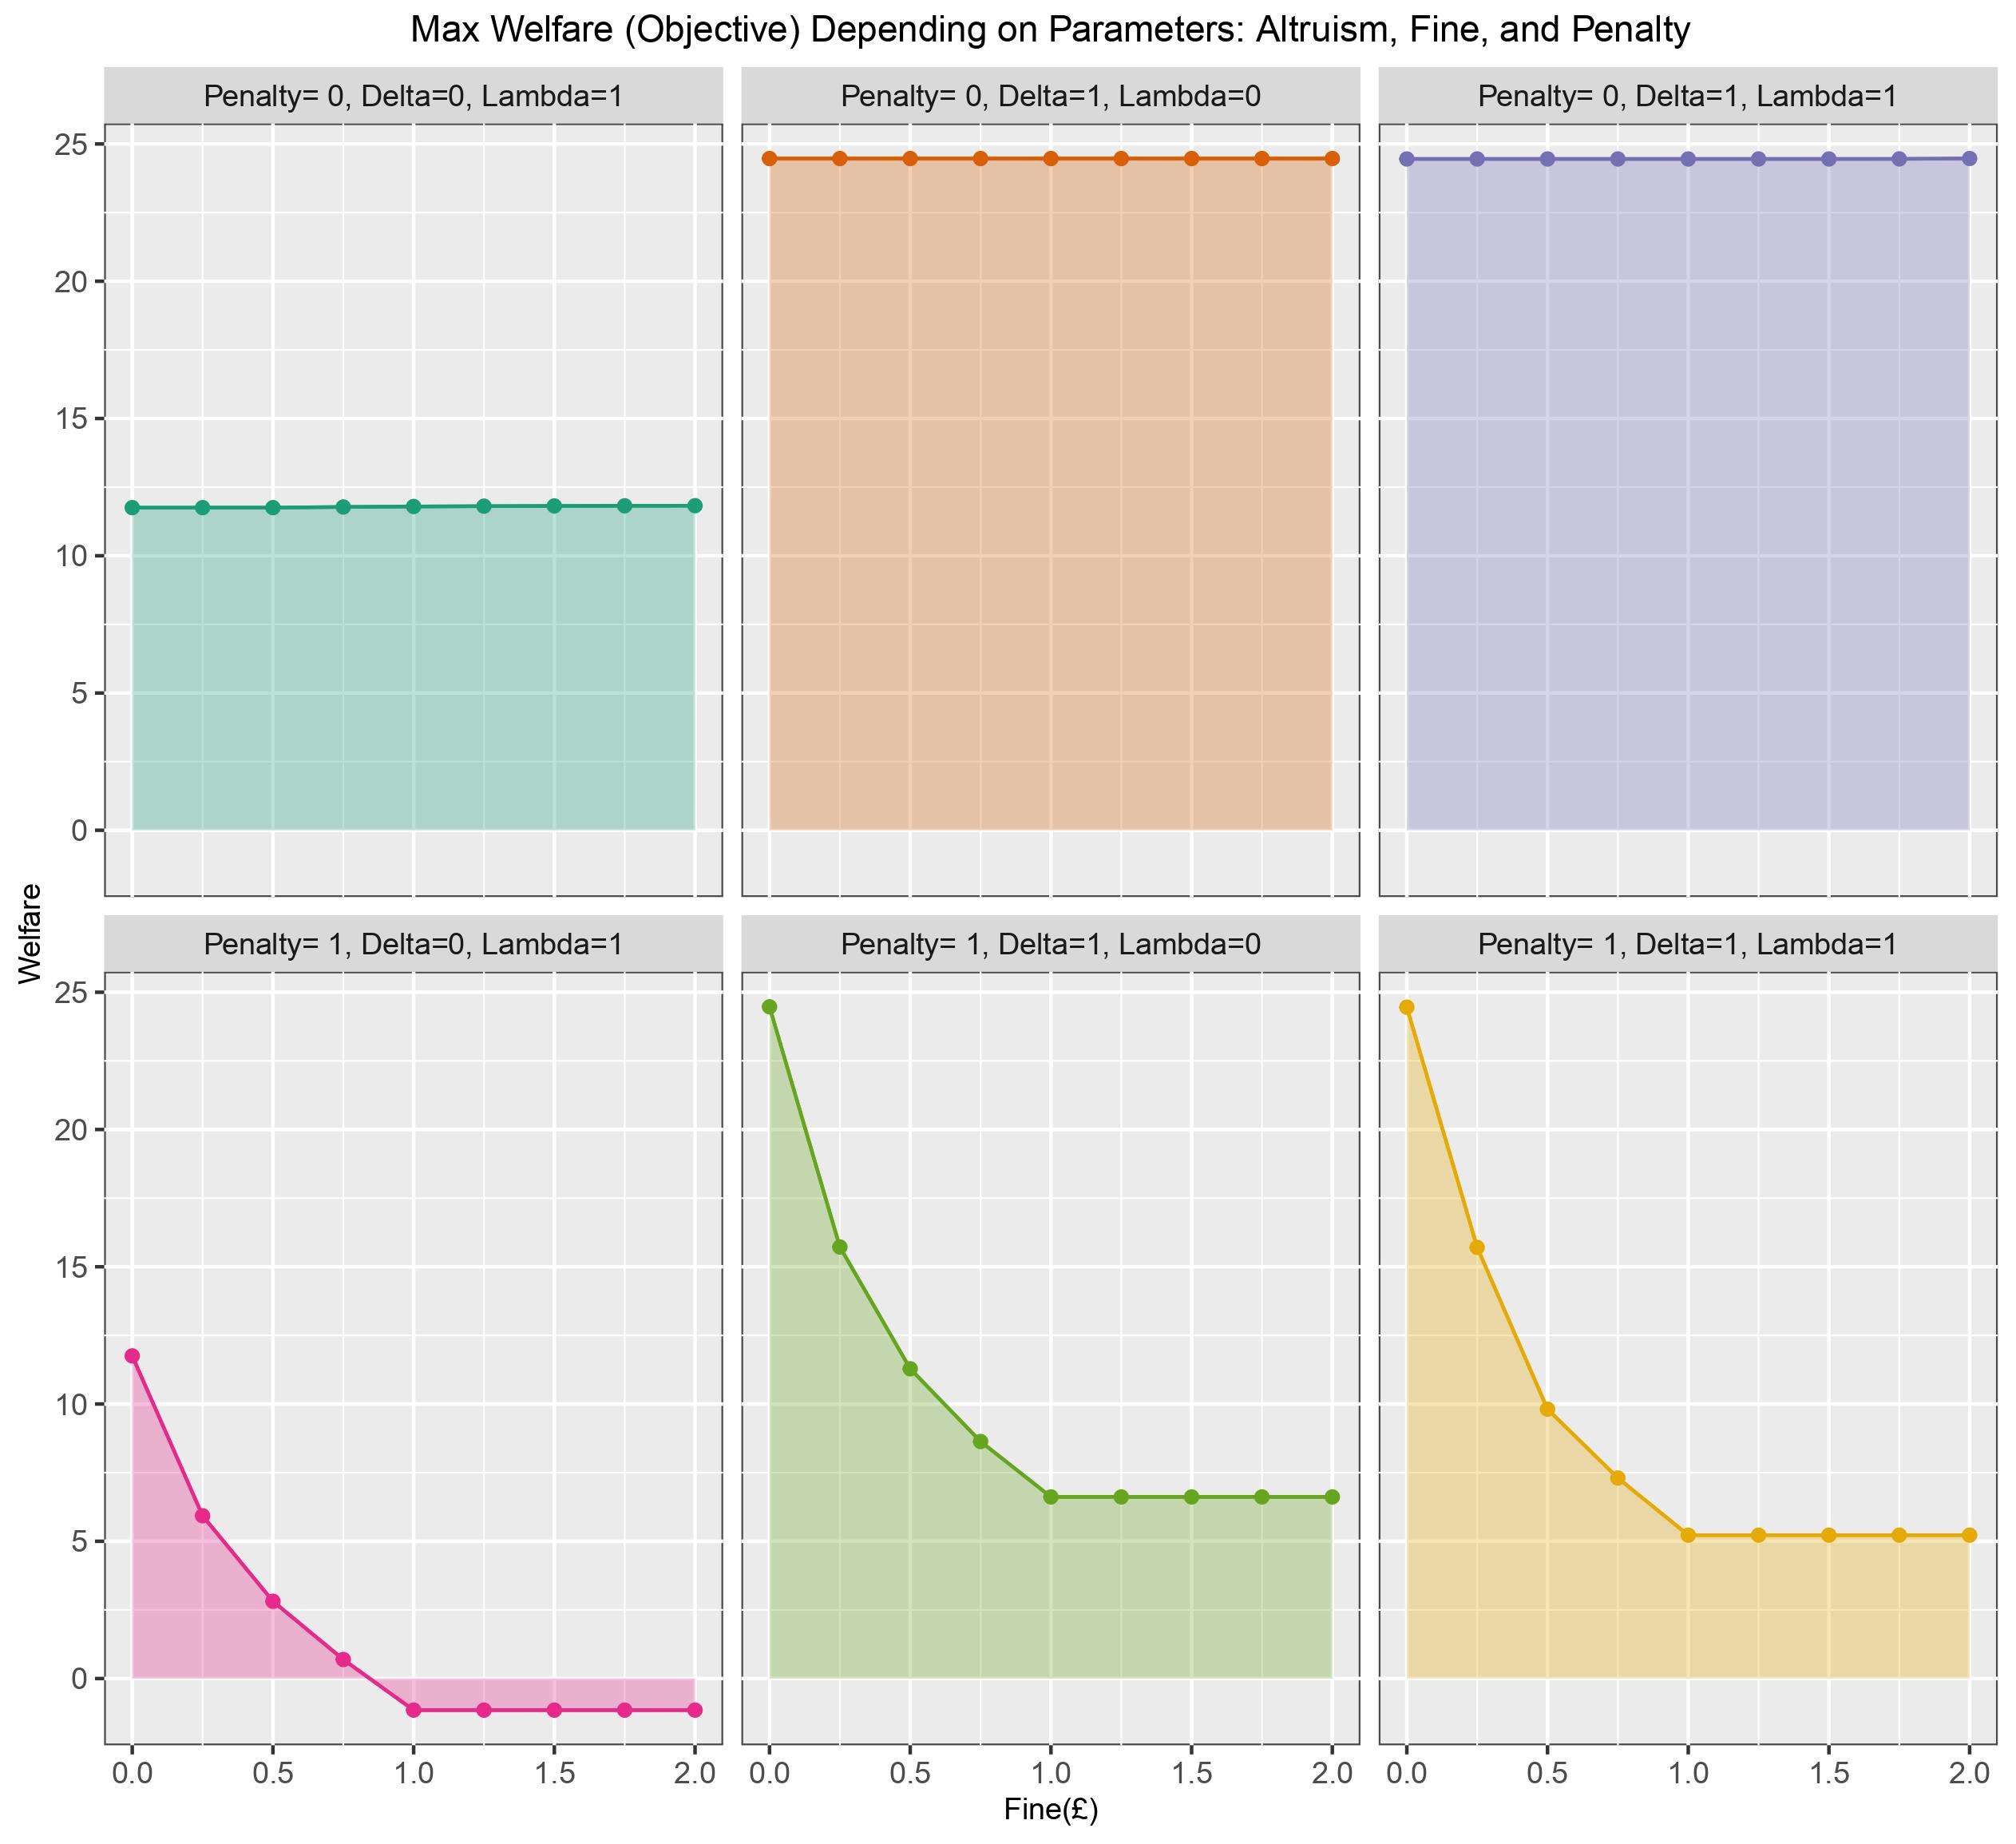 Max Welfare (Objective) Depending on Parameters: Altruism, Fine, and Penalty
Penalty= 0, Delta=0, Lambda=1
Penalty= 0, Delta=1, Lambda=0
Penalty= 0, Delta=1, Lambda=1
25
20
15
10
5
0
Welfare
Penalty= 1, Delta=0, Lambda=1
Penalty= 1, Delta=1, Lambda=0
Penalty= 1, Delta=1, Lambda=1
25
20
15
10
5
0
0.0 0.5 1.0 1.5 2.0
0.0 0.5 1.0 1.5 2.0
0.0 0.5 1.0 1.5 2.0
Fine(£)